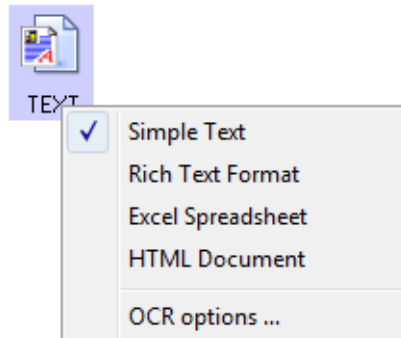 TEXT
Simple Text
Rich Text Format
Excel Spreadsheet
HTML Document
OCR options ...